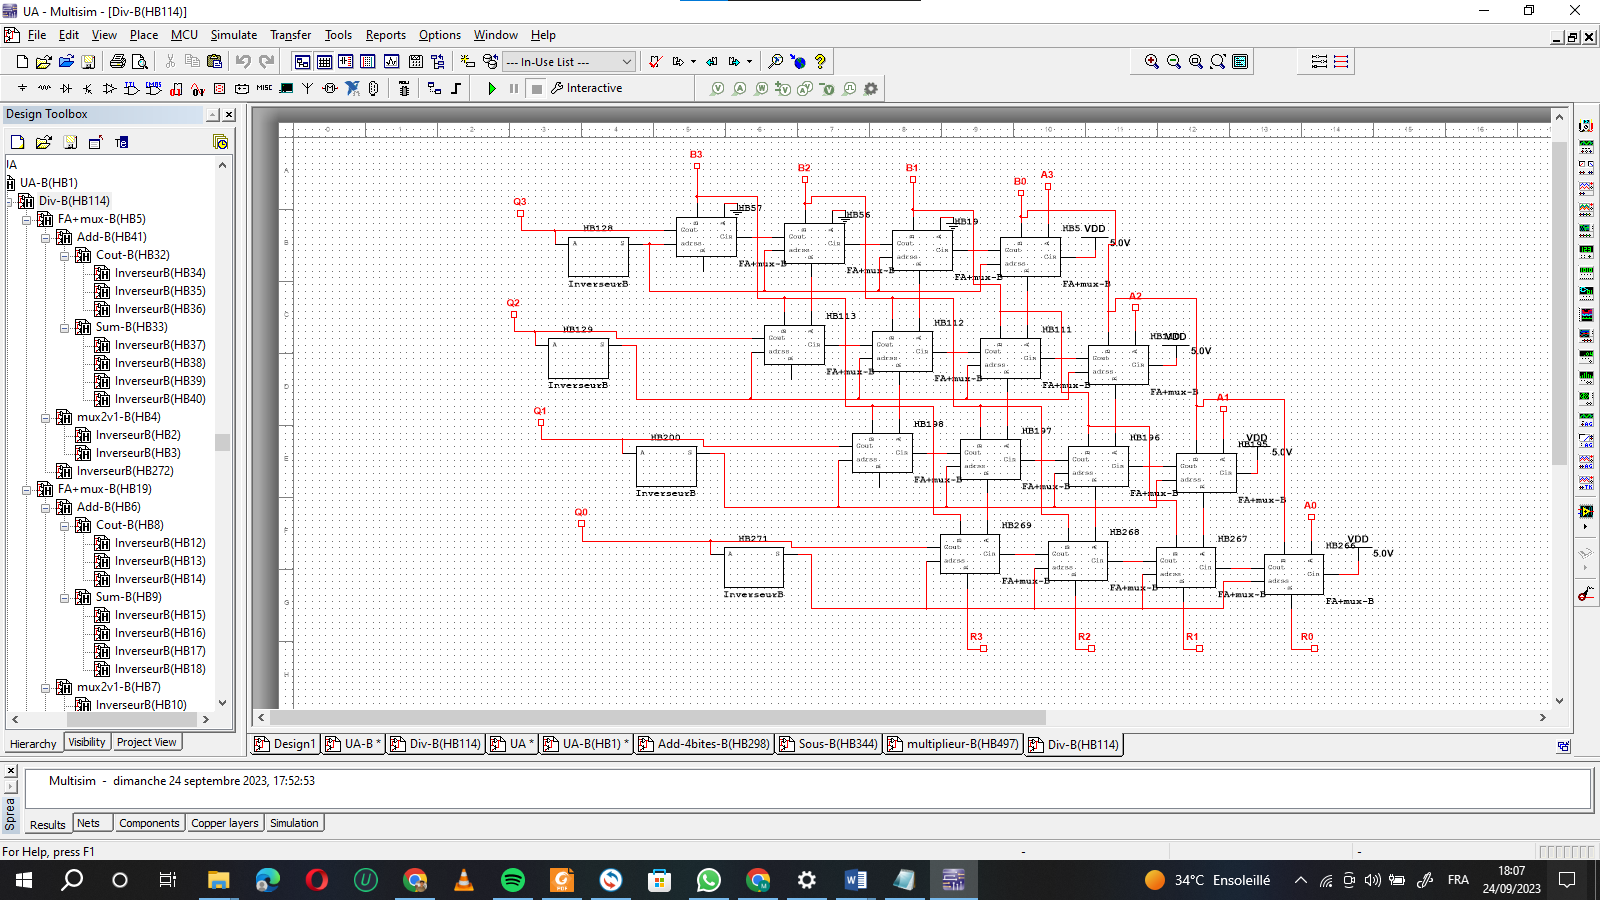 UA - Multisim - [Div-B(HB114)]
File Edit View Place MCU Simulate Transfer Tools Reports Options Window Help
--- In-Use List ---
Interactive
Design Toolbox
UA-B(HB1)
Div-B(HB114)
FA+mux-B(HB5)
Add-B(HB41)
Cout-B(HB32)
InverseurB(HB34)
InverseurB(HB35)
InverseurB(HB36)
Sum-B(HB33)
InverseurB(HB37)
InverseurB(HB38)
InverseurB(HB39)
InverseurB(HB40)
mux2v1-B(HB4)
InverseurB(HB2)
InverseurB(HB3)
InverseurB(HB272)
FA+mux-B(HB19)
Add-B(HB6)
Cout-B(HB8)
InverseurB(HB12)
InverseurB(HB13)
InverseurB(HB14)
Sum-B(HB9)
InverseurB(HB15)
InverseurB(HB16)
InverseurB(HB17)
InverseurB(HB18)
mux2v1-B(HB7)
InverseurB(HB10)
Hierarchy Visibility Project View
B3 B2 B1 B0 A3
Q3 HB128 HB57 HB56 HB19 HB5 VDD 5.0V
InverseurB FA+mux-B FA+mux-B FA+mux-B FA+mux-B
A2
Q2 HB129 HB113 HB112 HB111 VDD 5.0V
InverseurB FA+mux-B FA+mux-B FA+mux-B FA+mux-B
A1
Q1 HB200 HB198 HB197 HB196 HB195 VDD 5.0V
InverseurB FA+mux-B FA+mux-B FA+mux-B FA+mux-B
A0
Q0 HB271 HB269 HB268 HB267 HB266 VDD 5.0V
InverseurB FA+mux-B FA+mux-B FA+mux-B FA+mux-B
R3 R2 R1 R0
Design1 UA-B * Div-B(HB114) UA * UA-B(HB1) * Add-4bites-B(HB298) Sous-B(HB344) multiplieur-B(HB497) Div-B(HB114)
Multisim - dimanche 24 septembre 2023, 17:52:53
Sprea
Results Nets Components Copper layers Simulation
For Help, press F1
34°C Ensoleillé FRA 18:07
24/09/2023